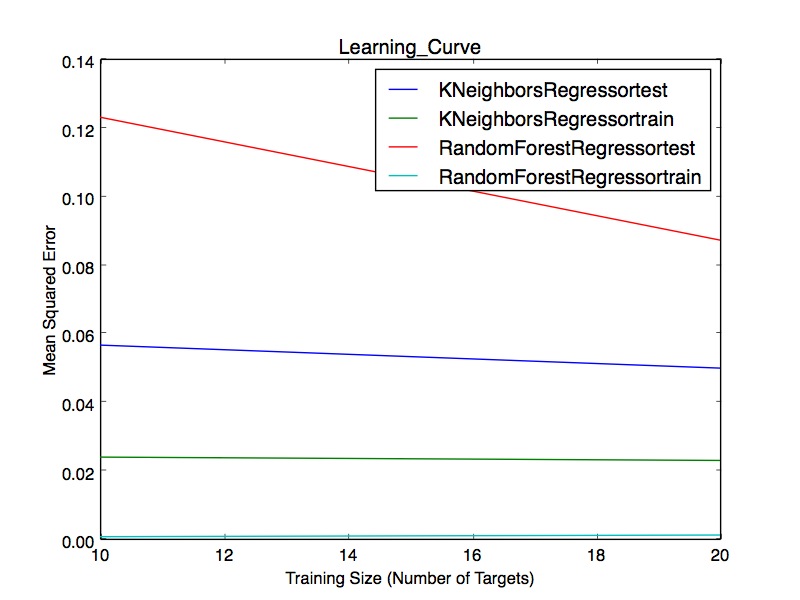 Learning_Curve
KNeighborsRegressortest
KNeighborsRegressortrain
RandomForestRegressortest
RandomForestRegressortrain
Mean Squared Error
0.14
0.12
0.10
0.08
0.06
0.04
0.02
0.00
10 12 14 16 18 20
Training Size (Number of Targets)